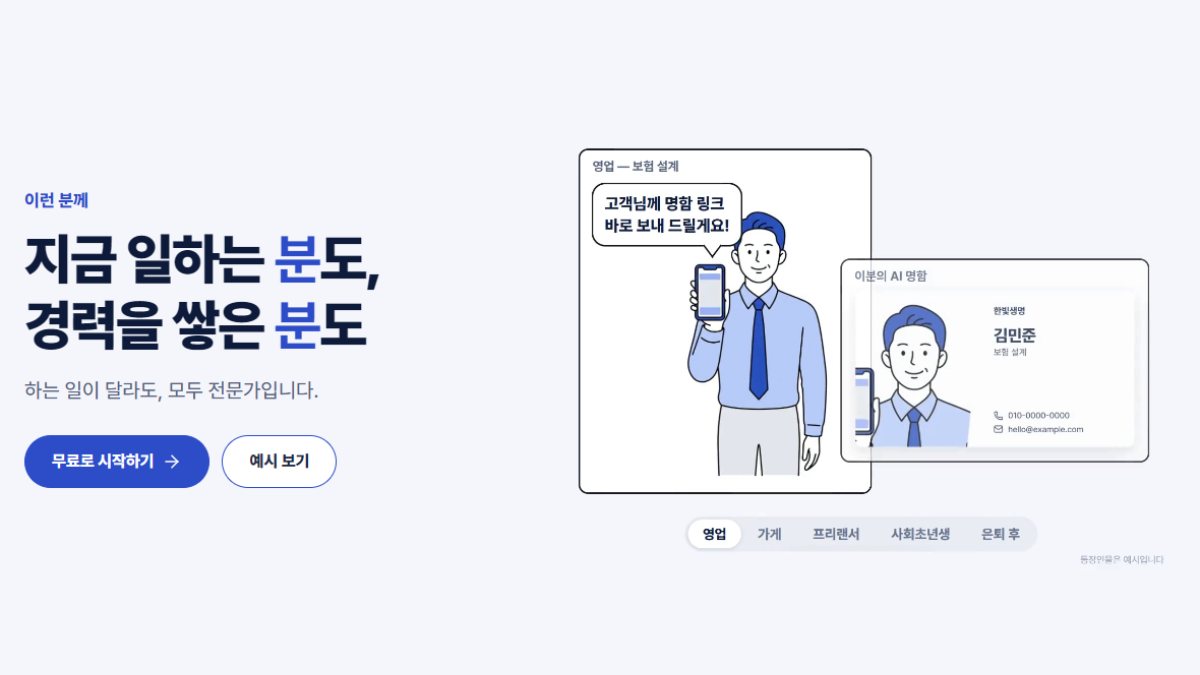 이런 분께
지금 일하는 분도,
경력을 쌓은 분도
하는 일이 달라도, 모두 전문가입니다.
무료로 시작하기
예시 보기
영업 — 보험 설계
고객님께 명함 링크
바로 보내 드릴게요!
이분의 AI 명함
한빛생명
김민준
보험 설계
010-0000-0000
hello@example.com
영업 가게 프리랜서 사회초년생 은퇴 후
등장인물은 예시입니다